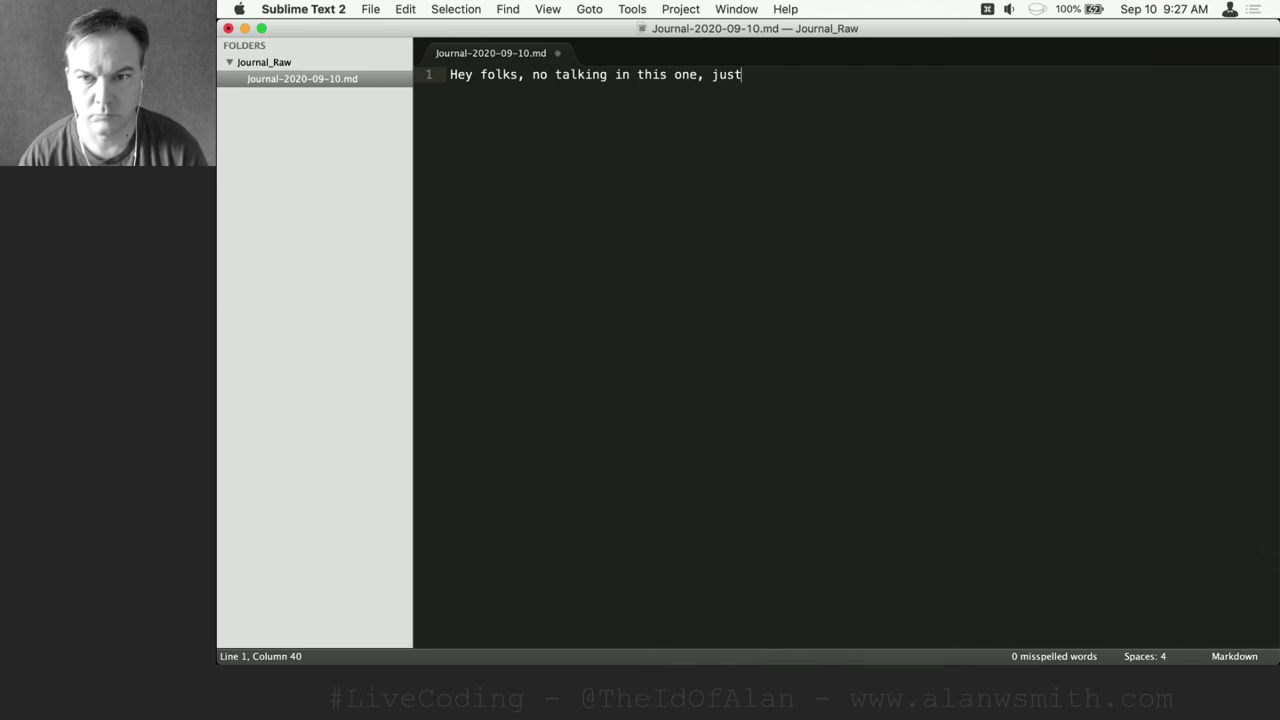 Sublime Text 2 File Edit Selection Find View Goto Tools Project Window Help 100% Sep 10 9:27 AM
Journal-2020-09-10.md — Journal_Raw
FOLDERS
Journal_Raw
Journal-2020-09-10.md
Journal-2020-09-10.md
1 Hey folks, no talking in this one, just
Line 1, Column 40 0 misspelled words Spaces: 4 Markdown
#LiveCoding - @TheIdOfAlan - www.alanwsmith.com